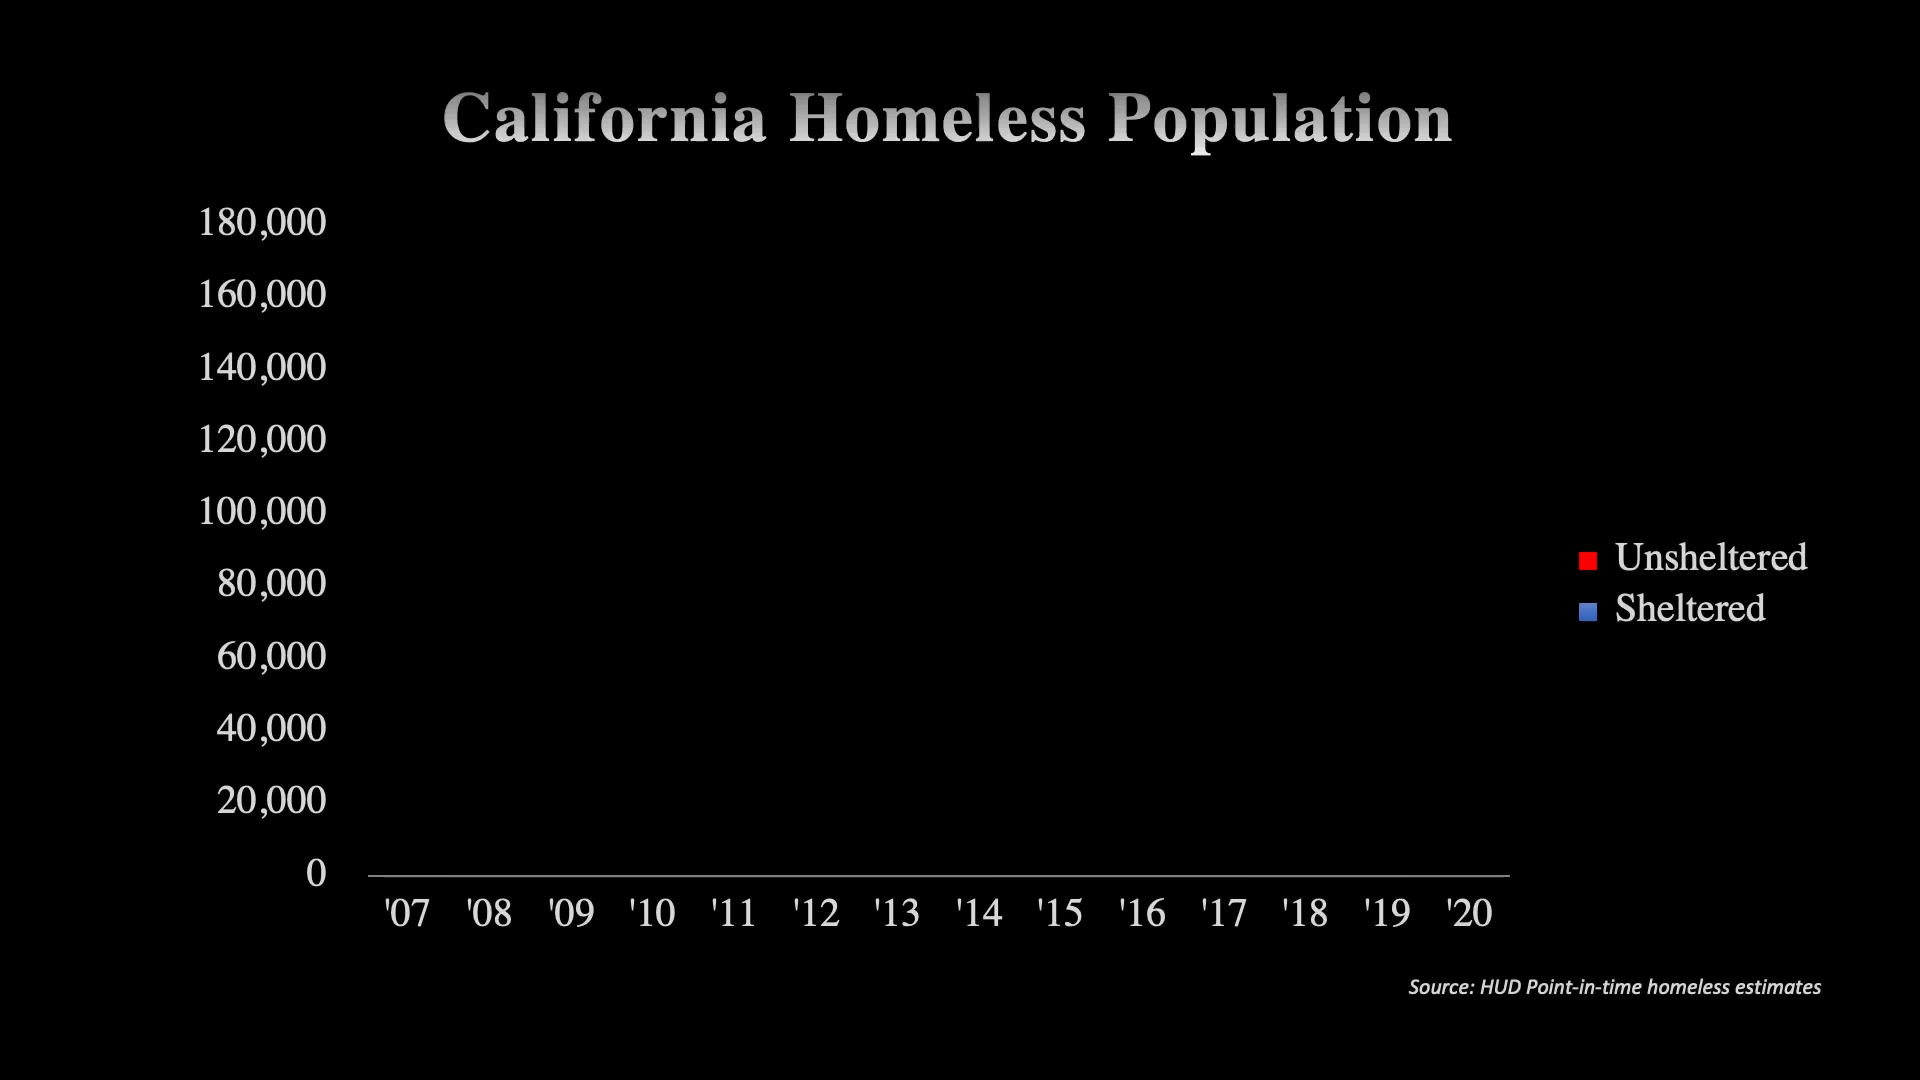 California Homeless Population
180,000
160,000
140,000
120,000
100,000
80,000
60,000
40,000
20,000
0
'07 '08 '09 '10 '11 '12 '13 '14 '15 '16 '17 '18 '19 '20
Unsheltered
Sheltered
Source: HUD Point-in-time homeless estimates